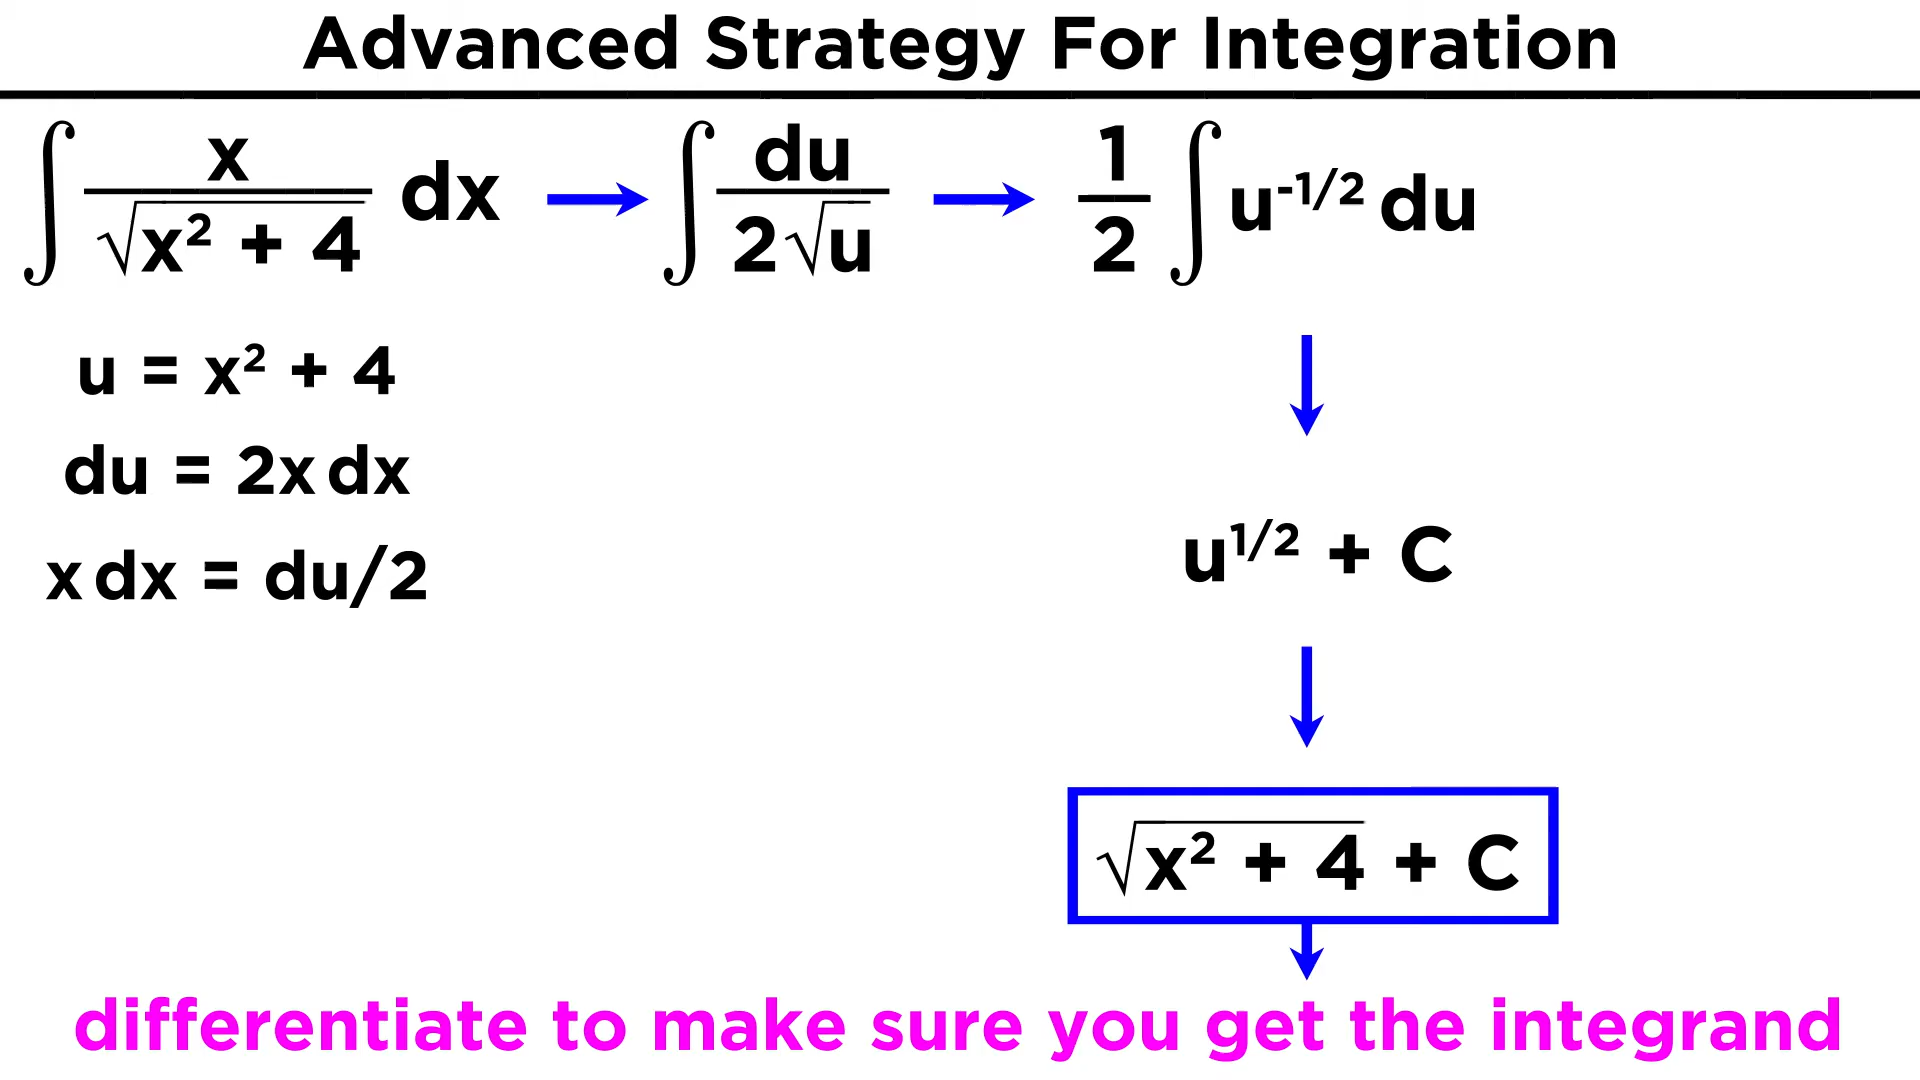 Advanced Strategy For Integration
∫ x/√(x² + 4) dx → ∫ du/(2√u) → 1/2 ∫ u⁻¹/² du
u = x² + 4
du = 2x dx
x dx = du/2
u¹/² + C
√(x² + 4) + C
differentiate to make sure you get the integrand